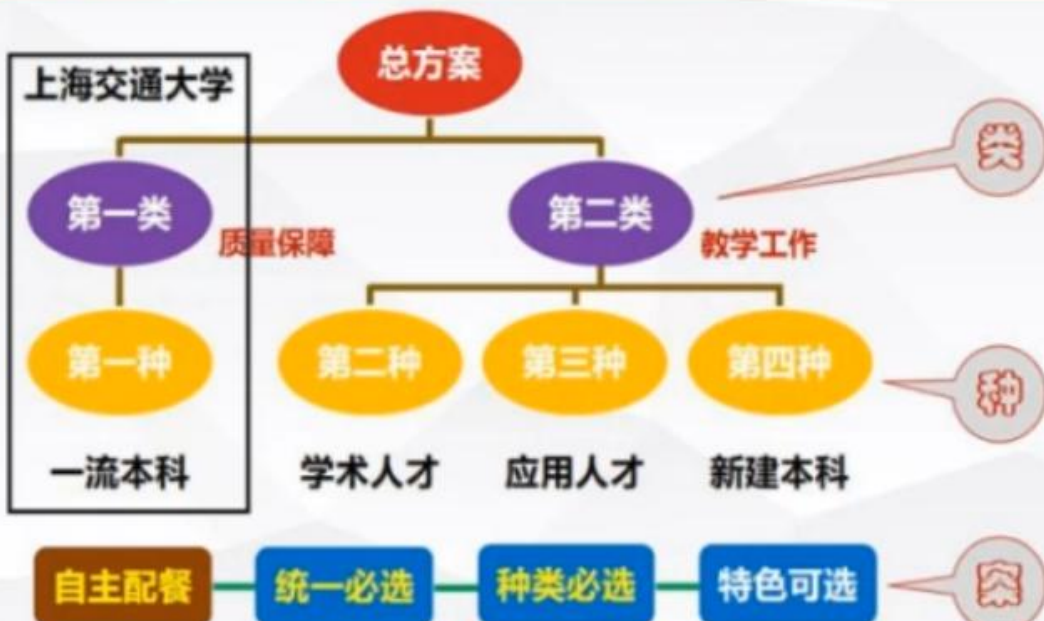 总方案
上海交通大学
类
第一类
第二类
质量保障
教学工作
第一种
第二种
第三种
第四种
种
一流本科
学术人才
应用人才
新建本科
自主配餐
统一必选
种类必选
特色可选